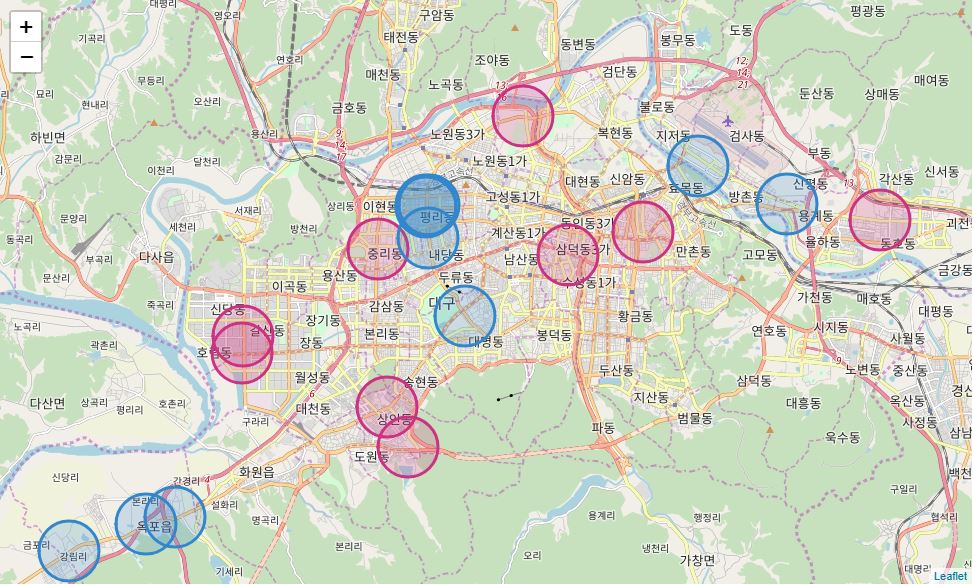 +
−
대평리
영오리
구암동
태전동
동변동
봉무동
도동
평광동
기곡리
연호리
조야동
무등리
매천동
노곡동
검단동
12;
14;
21
묘리
현내리
오산리
금호동
13
16
둔산동
상매동
매여동
하빈면
용산리
9;
14;
17
노원동3가
복현동
불로동
지저동
검사동
감문리
달천리
이천리
노원동1가
부동
대현동
신암동
효목동
방촌동
신평동
13
각산동
신서동
문양리
서재리
상리동
이현동
평리동
고성동1가
동곡리
세천리
방천리
계산동1가
동인동3가
용계동
괴전동
부곡리
다사읍
중리동
내당동
남산동
삼덕동3가
만촌동
고모동
율하동
동호동
문산리
이곡동
용산동
두류동
수성동1가
금강동
죽곡리
신당동
감삼동
대구
가천동
매호동
대평동
노곡리
장기동
갈산동
본리동
대명동
봉덕동
황금동
연호동
시지동
사월동
곽촌리
호림동
장동
9
월성동
송현동
두산동
삼덕동
노변동
중산동
경산
다산면
상곡리
평리리
호촌리
6
대천동
상인동
지산동
범물동
대흥동
옥산동
구라리
파동
사정동
삼남
도원동
욱수동
신당리
화원읍
백천
간경리
4
본리리
설화리
명곡리
용계리
행정리
구일리
옥포읍
협석리
금포리
강림리
본리리
오리
냉천리
가창면
기세리
대명리
Leaflet